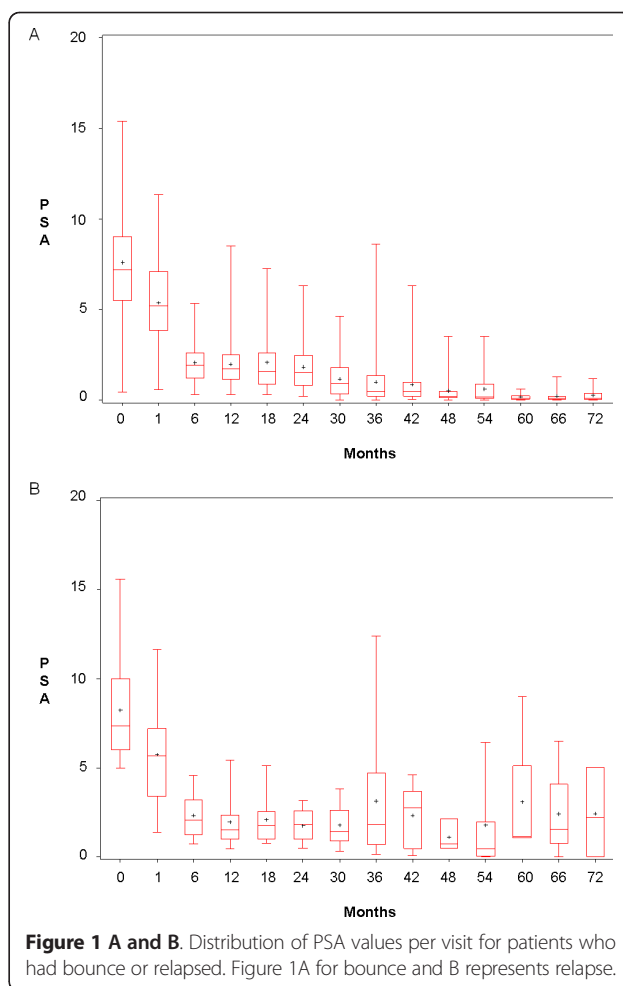 A
20
15
10
5
0
P
S
A
0 1 6 12 18 24 30 36 42 48 54 60 66 72
Months
B
20
15
10
5
0
P
S
A
0 1 6 12 18 24 30 36 42 48 54 60 66 72
Months
Figure 1 A and B. Distribution of PSA values per visit for patients who
had bounce or relapsed. Figure 1A for bounce and B represents relapse.